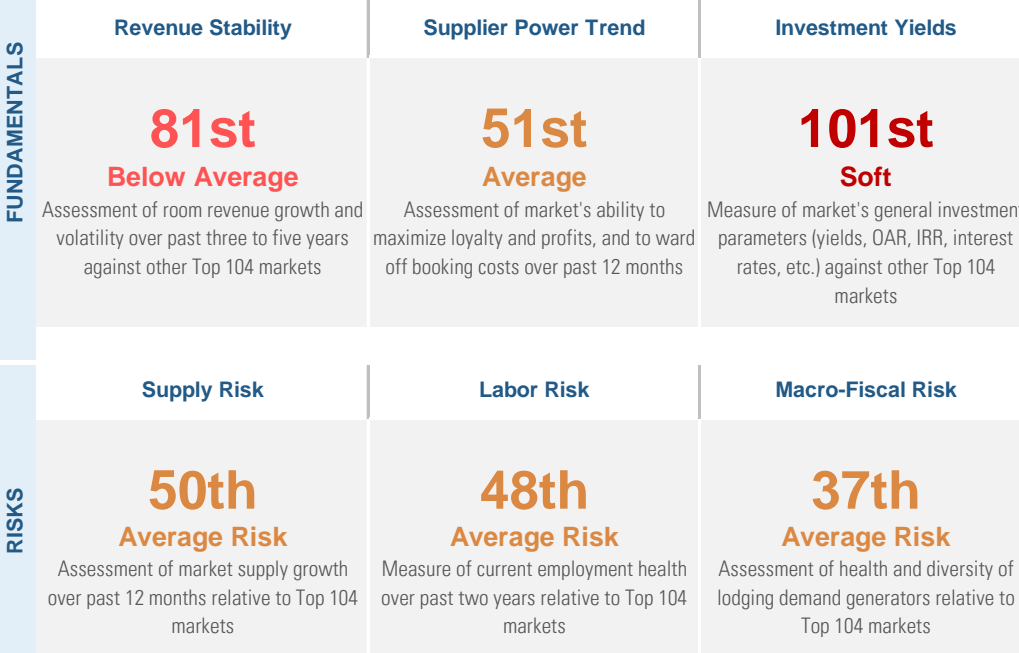 FUNDAMENTALS
Revenue Stability
81st
Below Average
Assessment of room revenue growth and
volatility over past three to five years
against other Top 104 markets
Supplier Power Trend
51st
Average
Assessment of market's ability to
maximize loyalty and profits, and to ward
off booking costs over past 12 months
Investment Yields
101st
Soft
Measure of market's general investment
parameters (yields, OAR, IRR, interest
rates, etc.) against other Top 104
markets
RISKS
Supply Risk
50th
Average Risk
Assessment of market supply growth
over past 12 months relative to Top 104
markets
Labor Risk
48th
Average Risk
Measure of current employment health
over past two years relative to Top 104
markets
Macro-Fiscal Risk
37th
Average Risk
Assessment of health and diversity of
lodging demand generators relative to
Top 104 markets